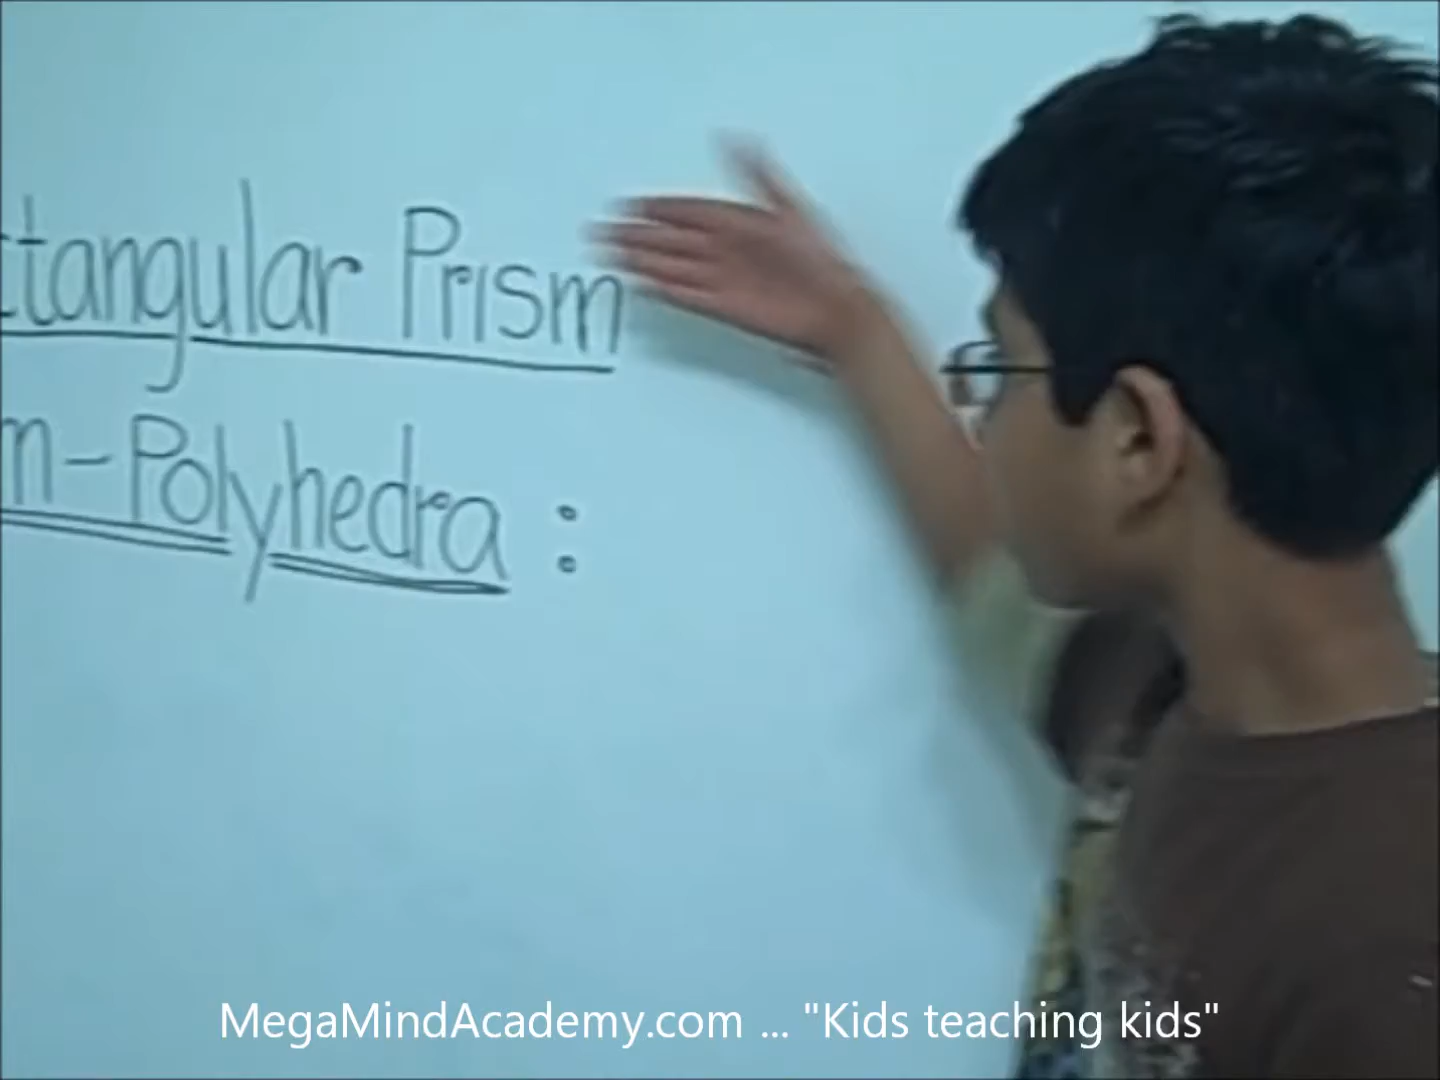 ctangular Prism
n-Polyhedra :
MegaMindAcademy.com ... "Kids teaching kids"